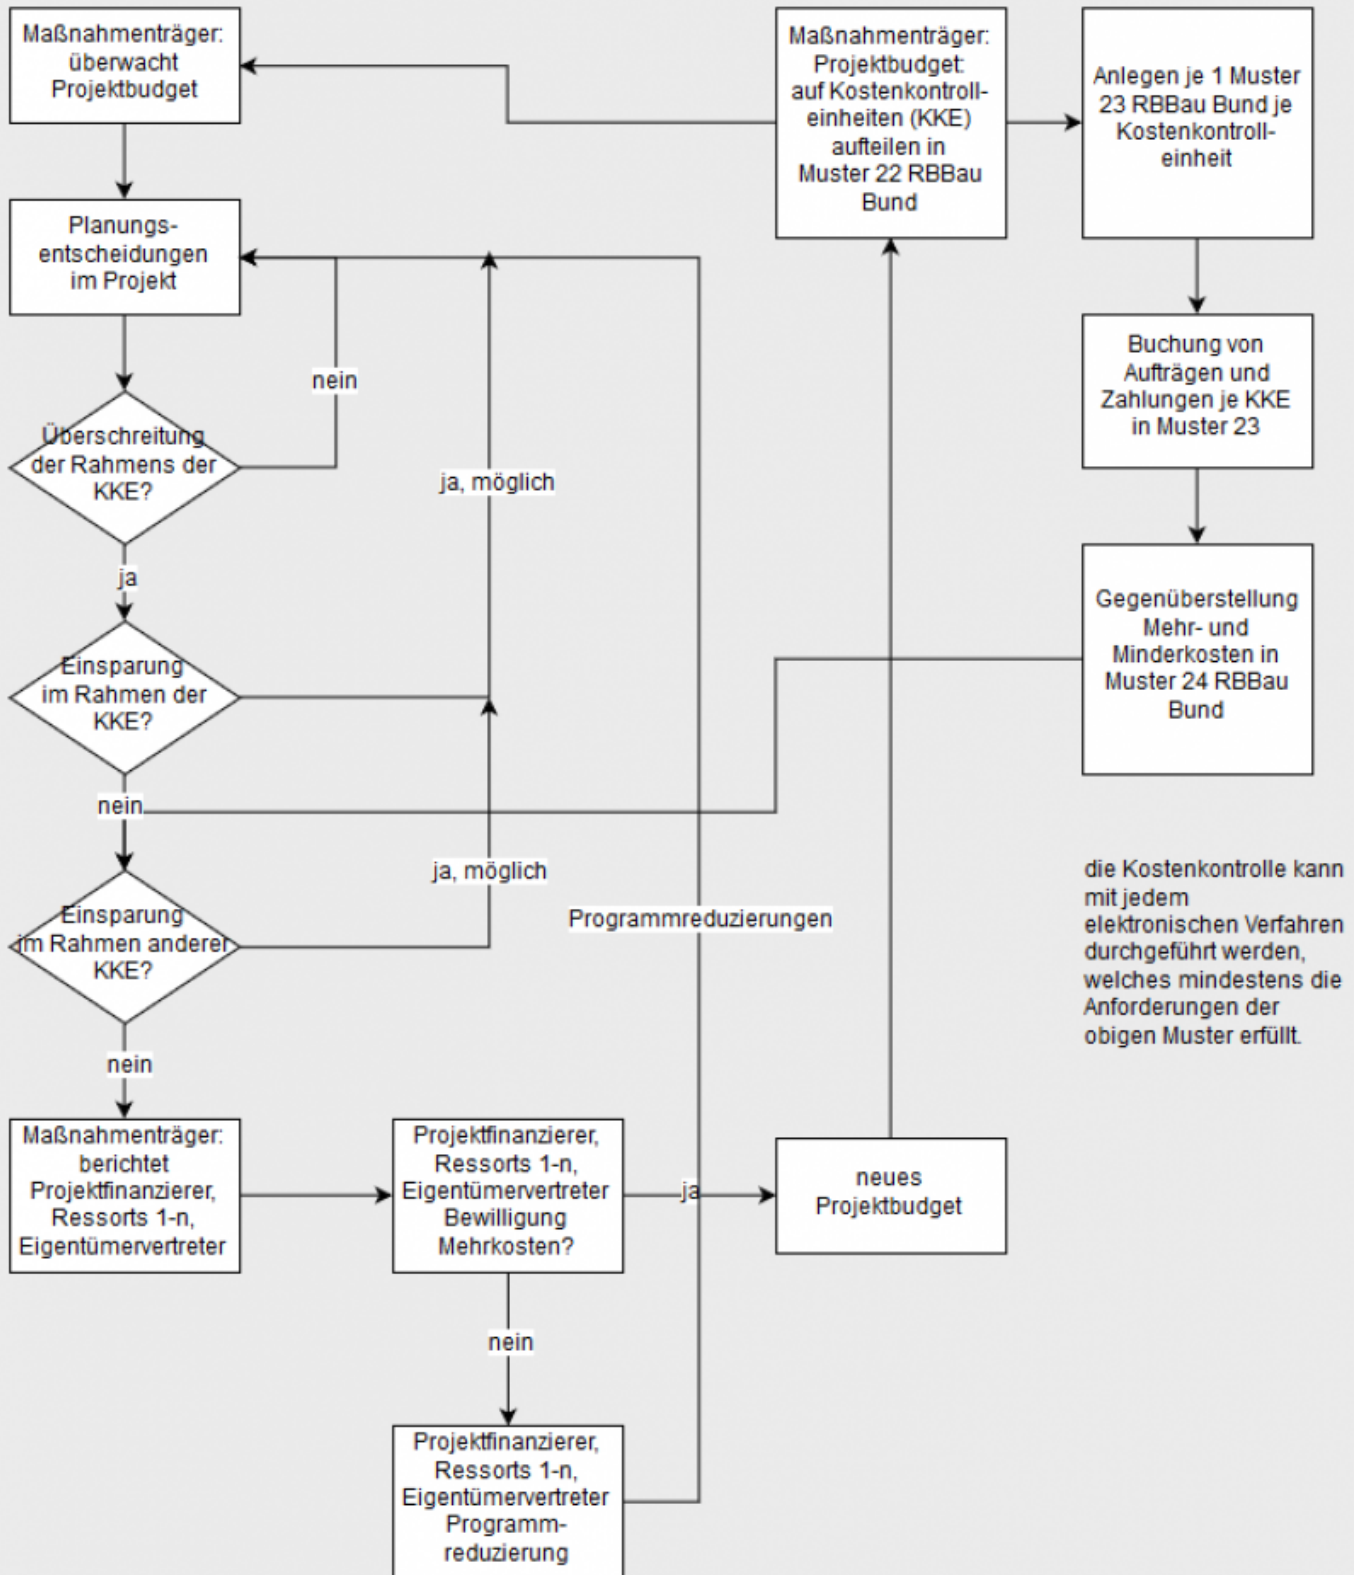 Maßnahmenträger:
überwacht
Projektbudget
Planungs-
entscheidungen
im Projekt
nein
Überschreitung
der Rahmens der
KKE?
ja
ja, möglich
Einsparung
im Rahmen der
KKE?
nein
ja, möglich
Einsparung
im Rahmen anderer
KKE?
nein
Programmreduzierungen
Maßnahmenträger:
berichtet
Projektfinanzierer,
Ressorts 1-n,
Eigentümervertreter
Projektfinanzierer,
Ressorts 1-n,
Eigentümervertreter
Bewilligung
Mehrkosten?
ja
neues
Projektbudget
nein
Projektfinanzierer,
Ressorts 1-n,
Eigentümervertreter
Programm-
reduzierung
Maßnahmenträger:
Projektbudget:
auf Kostenkontroll-
einheiten (KKE)
aufteilen in
Muster 22 RBBau
Bund
Anlegen je 1 Muster
23 RBBau Bund je
Kostenkontroll-
einheit
Buchung von
Aufträgen und
Zahlungen je KKE
in Muster 23
Gegenüberstellung
Mehr- und
Minderkosten in
Muster 24 RBBau
Bund
die Kostenkontrolle kann
mit jedem
elektronischen Verfahren
durchgeführt werden,
welches mindestens die
Anforderungen der
obigen Muster erfüllt.